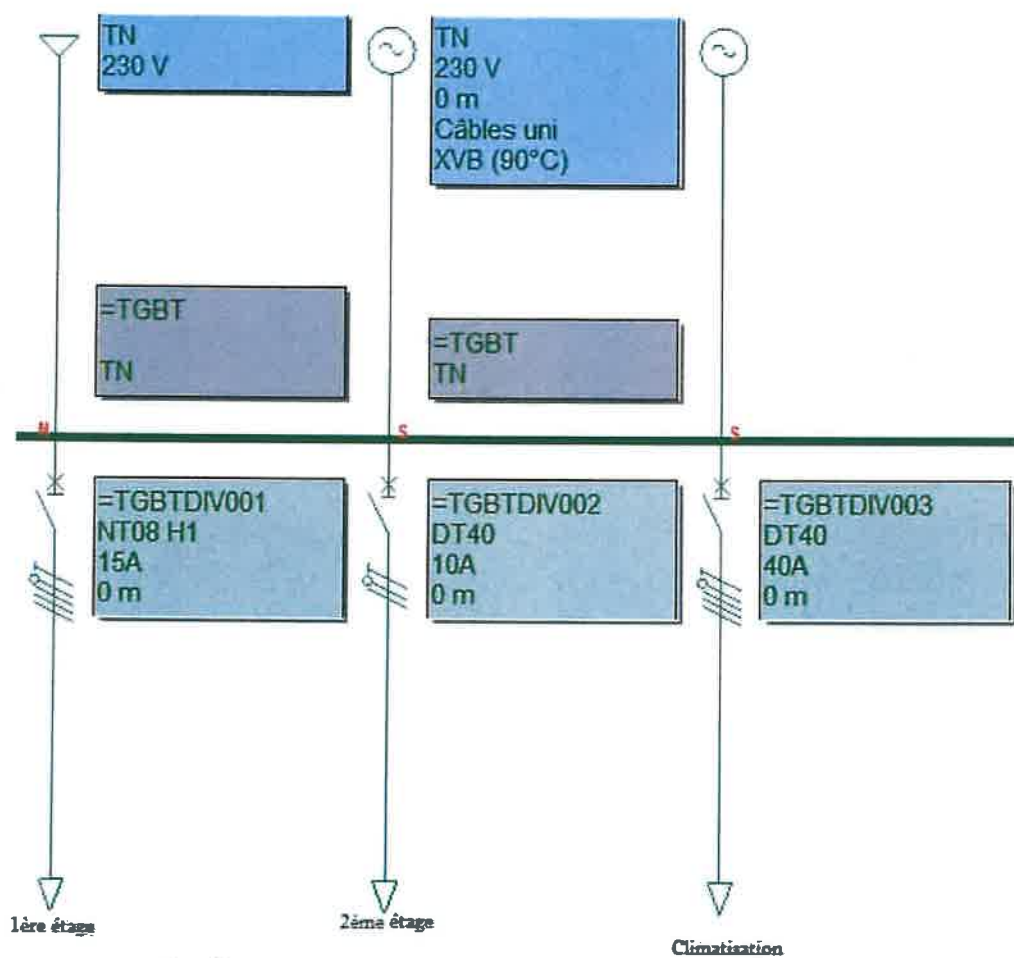 TN
230 V
TN
230 V
0 m
Câbles uni
XVB (90°C)
=TGBT
TN
=TGBT
TN
N
S
S
=TGBTDIV001
NT08 H1
15A
0 m
=TGBTDIV002
DT40
10A
0 m
=TGBTDIV003
DT40
40A
0 m
1ère étage
2éme étage
Climatisation